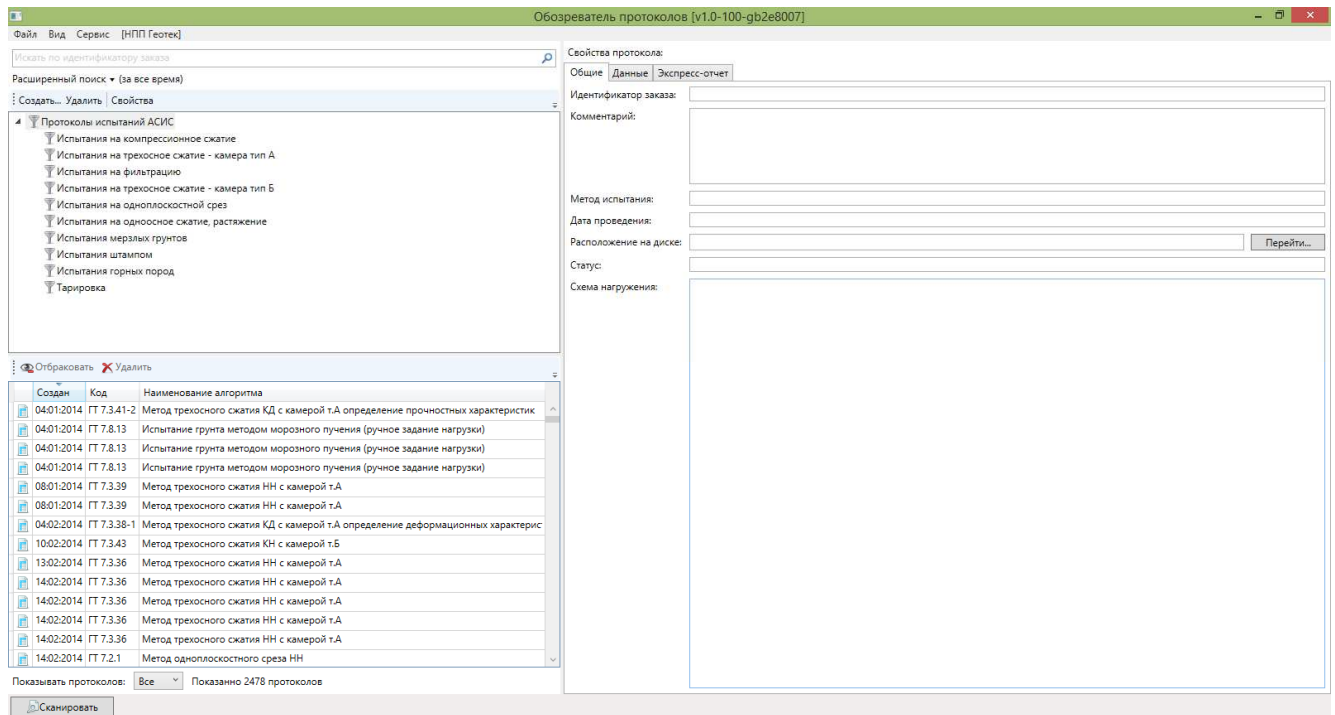 Обозреватель протоколов [v1.0-100-gb2e8007]
Файл Вид Сервис [НПП Геотек]
Искать по идентификатору заказа
Расширенный поиск ▾ (за все время)
Создать... Удалить Свойства
Протоколы испытаний АСИС
Испытания на компрессионное сжатие
Испытания на трехосное сжатие - камера тип А
Испытания на фильтрацию
Испытания на трехосное сжатие - камера тип Б
Испытания на одноплоскостной срез
Испытания на одноосное сжатие, растяжение
Испытания мерзлых грунтов
Испытания штампом
Испытания горных пород
Тарировка
Отбраковать Удалить
Создан Код Наименование алгоритма
04:01:2014 ГТ 7.3.41-2 Метод трехосного сжатия КД с камерой т.А определение прочностных характеристик
04:01:2014 ГТ 7.8.13 Испытание грунта методом морозного пучения (ручное задание нагрузки)
04:01:2014 ГТ 7.8.13 Испытание грунта методом морозного пучения (ручное задание нагрузки)
04:01:2014 ГТ 7.8.13 Испытание грунта методом морозного пучения (ручное задание нагрузки)
08:01:2014 ГТ 7.3.39 Метод трехосного сжатия НН с камерой т.А
08:01:2014 ГТ 7.3.39 Метод трехосного сжатия НН с камерой т.А
04:02:2014 ГТ 7.3.38-1 Метод трехосного сжатия КД с камерой т.А определение деформационных характерис
10:02:2014 ГТ 7.3.43 Метод трехосного сжатия КН с камерой т.Б
13:02:2014 ГТ 7.3.36 Метод трехосного сжатия НН с камерой т.А
14:02:2014 ГТ 7.3.36 Метод трехосного сжатия НН с камерой т.А
14:02:2014 ГТ 7.3.36 Метод трехосного сжатия НН с камерой т.А
14:02:2014 ГТ 7.3.36 Метод трехосного сжатия НН с камерой т.А
14:02:2014 ГТ 7.3.36 Метод трехосного сжатия НН с камерой т.А
14:02:2014 ГТ 7.2.1 Метод одноплоскостного среза НН
Показывать протоколов: Все Показанно 2478 протоколов
Сканировать
Свойства протокола:
Общие Данные Экспресс-отчет
Идентификатор заказа:
Комментарий:
Метод испытания:
Дата проведения:
Расположение на диске: Перейти...
Статус:
Схема нагружения: